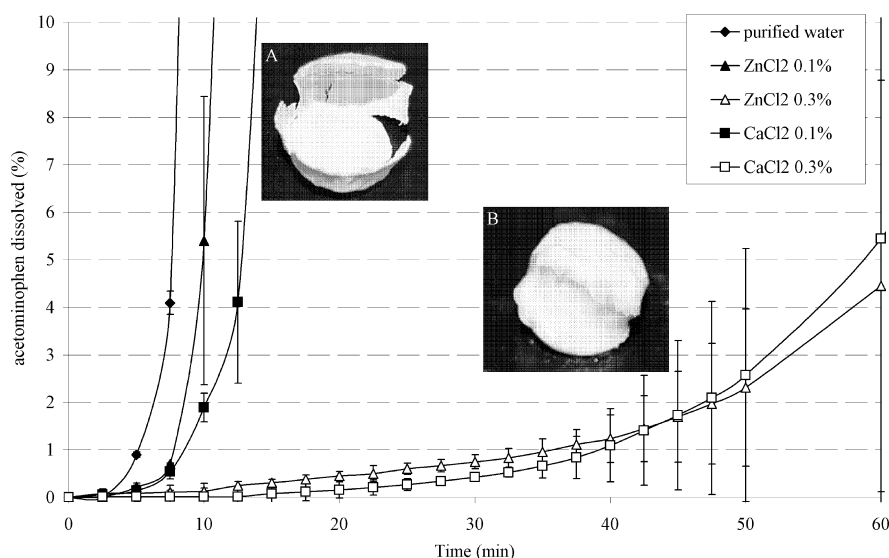 10
9
8
7
6
5
4
3
2
1
0
acetominophen dissolved (%)
0
10
20
30
40
50
60
Time (min)
A
B
purified water
ZnCl2 0.1%
ZnCl2 0.3%
CaCl2 0.1%
CaCl2 0.3%